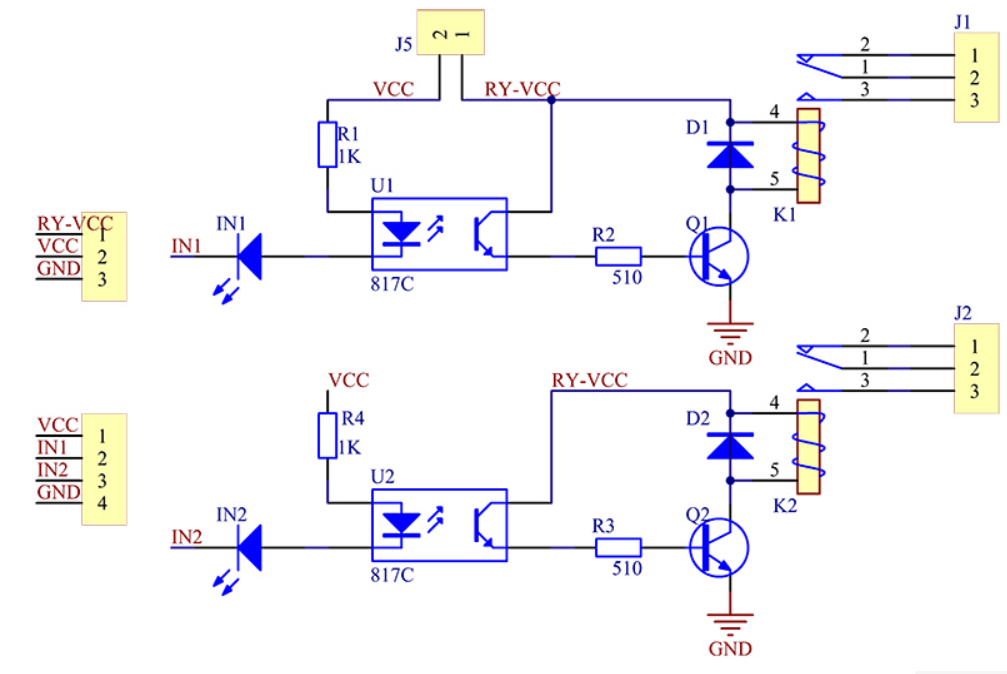 J5
2 1
VCC
RY-VCC
R1
1K
U1
817C
IN1
IN1
R2
510
Q1
D1
4
5
K1
GND
J1
2 1
1 2
3 3
RY-VCC 1
VCC 2
GND 3
VCC 1
IN1 2
IN2 3
GND 4
VCC
R4
1K
U2
817C
IN2
IN2
RY-VCC
R3
510
Q2
D2
4
5
K2
GND
J2
2 1
1 2
3 3